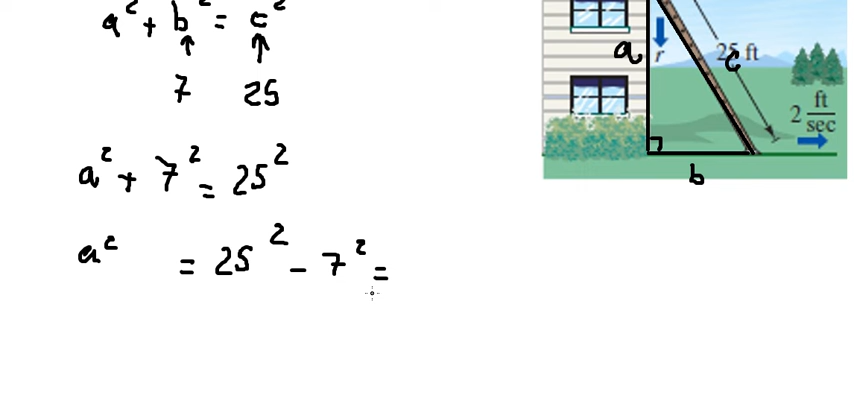 a² + b² = c²
7 25
a² + 7² = 25²
a² = 25² - 7² =
a
r
25 ft
c
2 ft/sec
b